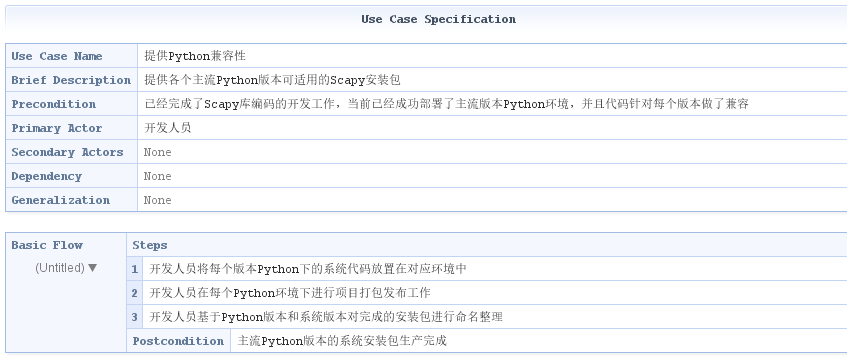 Use Case Specification
Use Case Name 提供Python兼容性
Brief Description 提供各个主流Python版本可适用的Scapy安装包
Precondition 已经完成了Scapy库编码的开发工作，当前已经成功部署了主流版本Python环境，并且代码针对每个版本做了兼容
Primary Actor 开发人员
Secondary Actors None
Dependency None
Generalization None
Basic Flow Steps
(Untitled) ▼ 1 开发人员将每个版本Python下的系统代码放置在对应环境中
2 开发人员在每个Python环境下进行项目打包发布工作
3 开发人员基于Python版本和系统版本对完成的安装包进行命名整理
Postcondition 主流Python版本的系统安装包生产完成